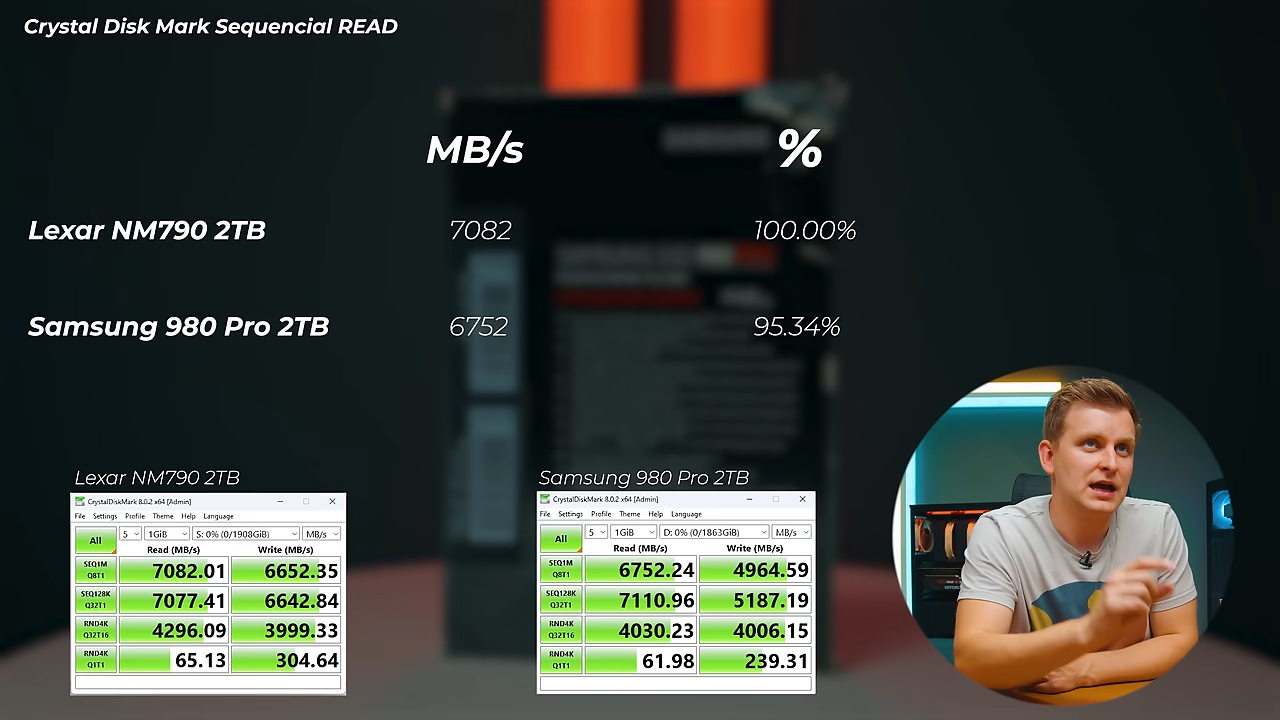 Crystal Disk Mark Sequencial READ
MB/s %
Lexar NM790 2TB 7082 100.00%
Samsung 980 Pro 2TB 6752 95.34%
Lexar NM790 2TB
CrystalDiskMark 8.0.2 x64 [Admin]
File Settings Profile Theme Help Language
All 5 1GiB S: 0% (0/1908GiB) MB/s
Read (MB/s) Write (MB/s)
SEQ1M Q8T1 7082.01 6652.35
SEQ128K Q32T1 7077.41 6642.84
RND4K Q32T16 4296.09 3999.33
RND4K Q1T1 65.13 304.64
Samsung 980 Pro 2TB
CrystalDiskMark 8.0.2 x64 [Admin]
File Settings Profile Theme Help Language
All 5 1GiB D: 0% (0/1863GiB) MB/s
Read (MB/s) Write (MB/s)
SEQ1M Q8T1 6752.24 4964.59
SEQ128K Q32T1 7110.96 5187.19
RND4K Q32T16 4030.23 4006.15
RND4K Q1T1 61.98 239.31